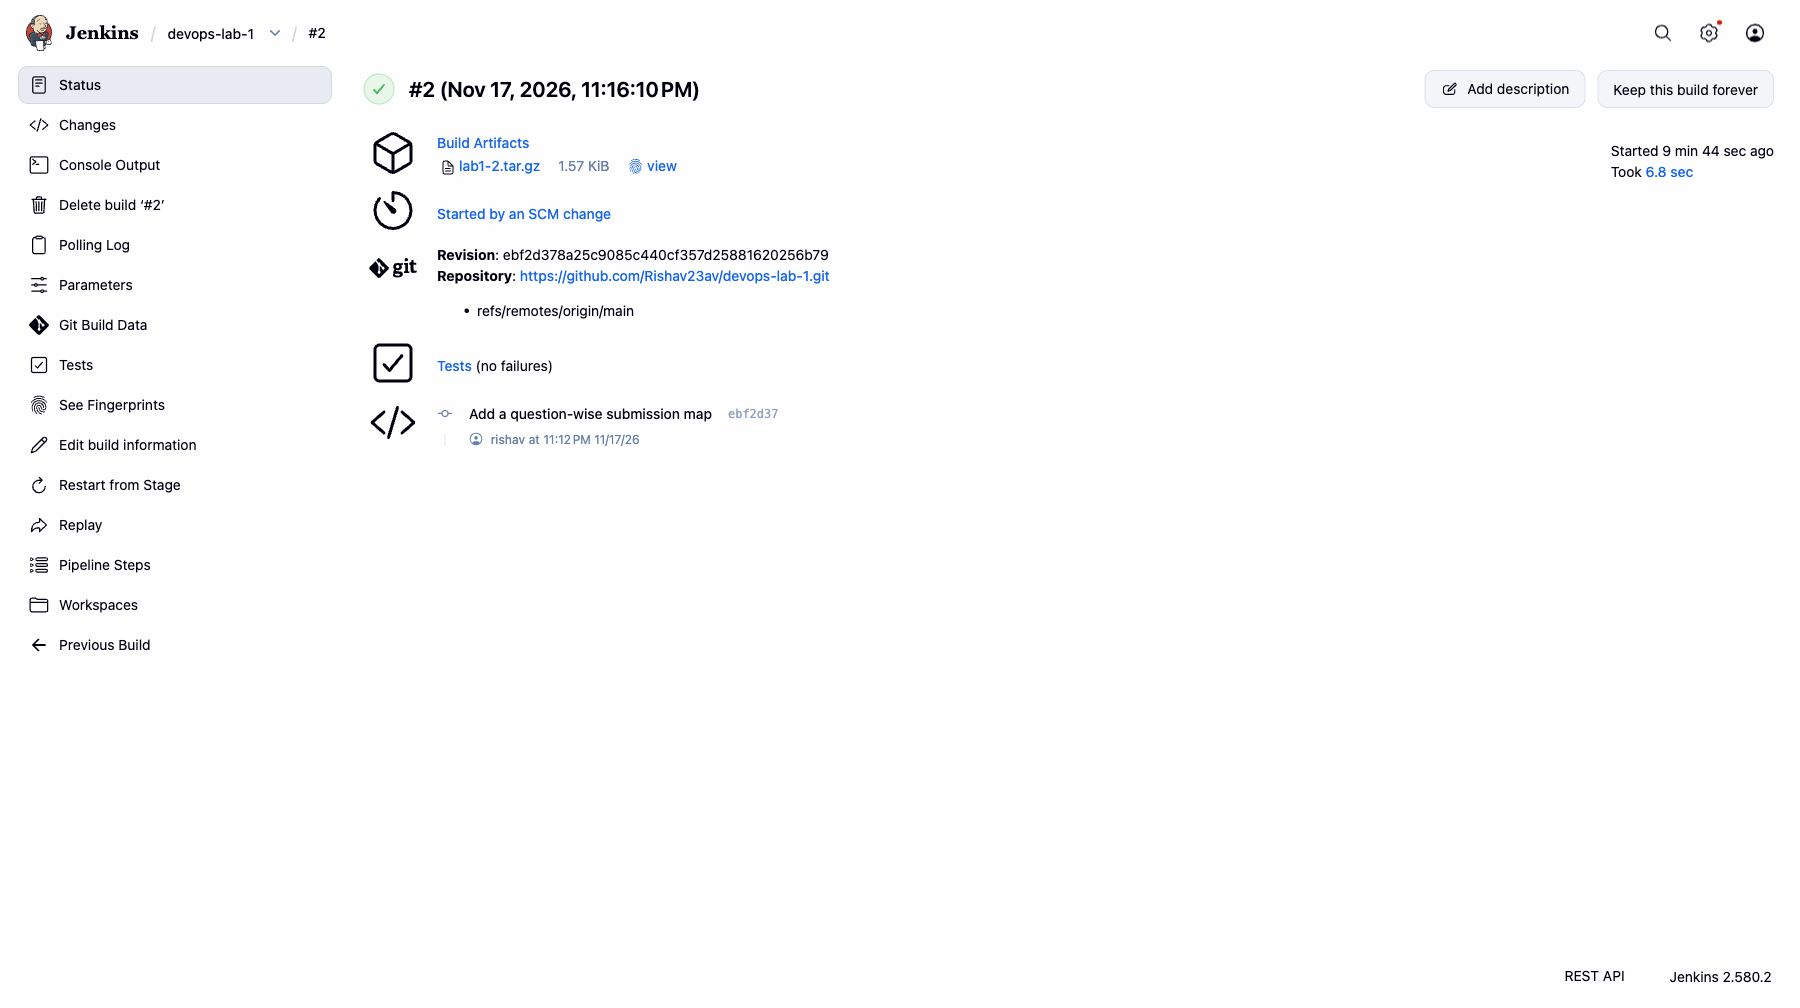 Jenkins / devops-lab-1 / #2
Status
Changes
Console Output
Delete build ‘#2’
Polling Log
Parameters
Git Build Data
Tests
See Fingerprints
Edit build information
Restart from Stage
Replay
Pipeline Steps
Workspaces
Previous Build
#2 (Nov 17, 2026, 11:16:10 PM)
Add description
Keep this build forever
Started 9 min 44 sec ago
Took 6.8 sec
Build Artifacts
lab1-2.tar.gz 1.57 KiB view
Started by an SCM change
git
Revision: ebf2d378a25c9085c440cf357d25881620256b79
Repository: https://github.com/Rishav23av/devops-lab-1.git
• refs/remotes/origin/main
Tests (no failures)
Add a question-wise submission map ebf2d37
rishav at 11:12 PM 11/17/26
REST API
Jenkins 2.580.2